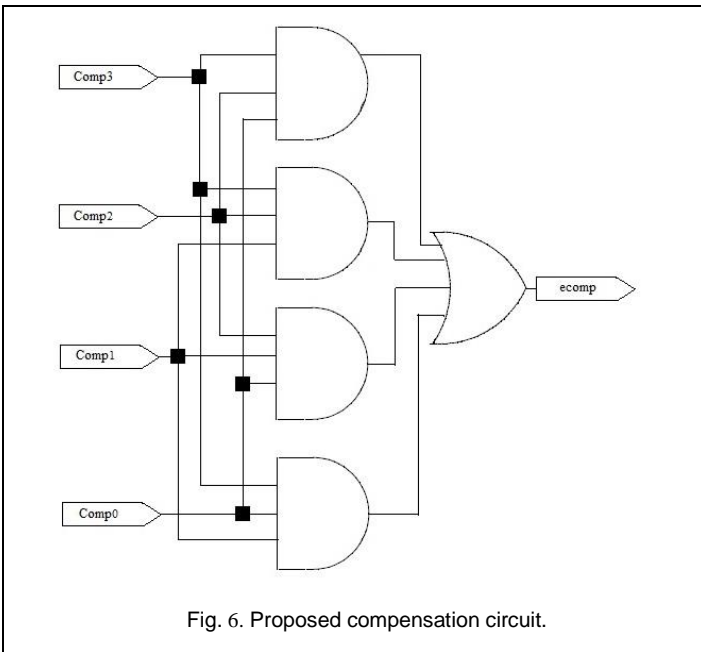 Comp3
Comp2
Comp1
Comp0
ecomp
Fig. 6. Proposed compensation circuit.